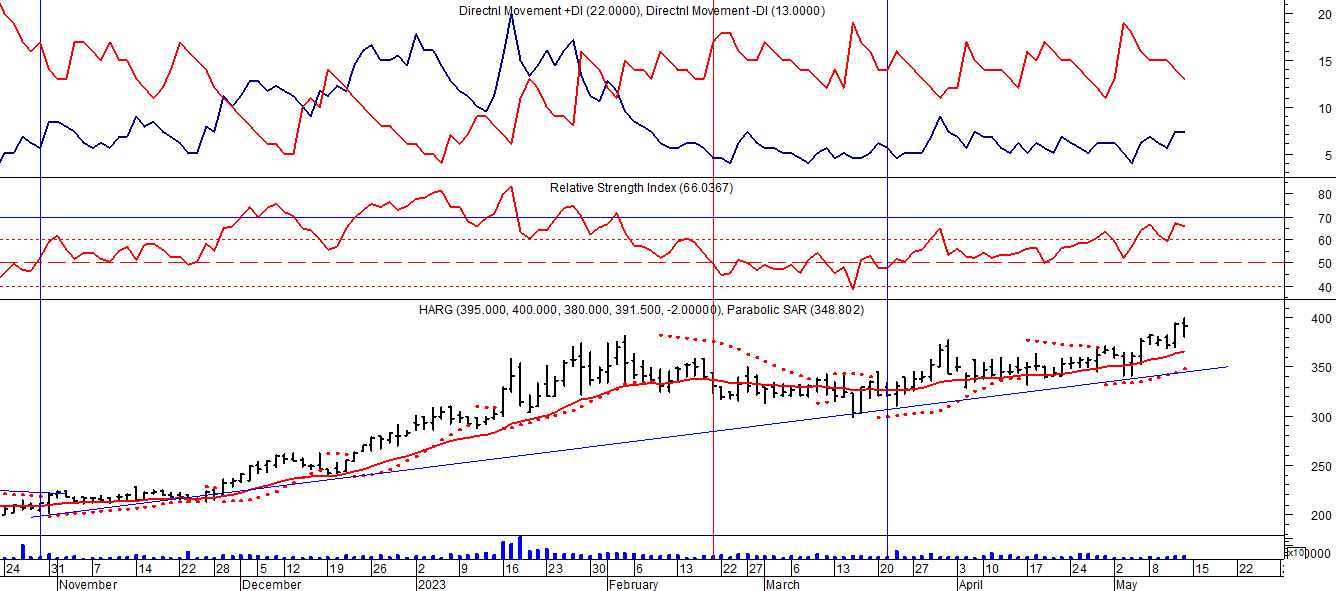 Directnl Movement +DI (22.0000), Directnl Movement -DI (13.0000)
20
15
10
5
Relative Strength Index (66.0367)
80
70
60
50
40
HARG (395.000, 400.000, 380.000, 391.500, -2.00000), Parabolic SAR (348.802)
400
350
300
250
200
x10 0000
24 31 7 14 22 28 5 12 19 26 2 9 16 23 30 6 13 22 27 6 13 20 27 3 10 17 24 2 8 15 22
November December 2023 February March April May